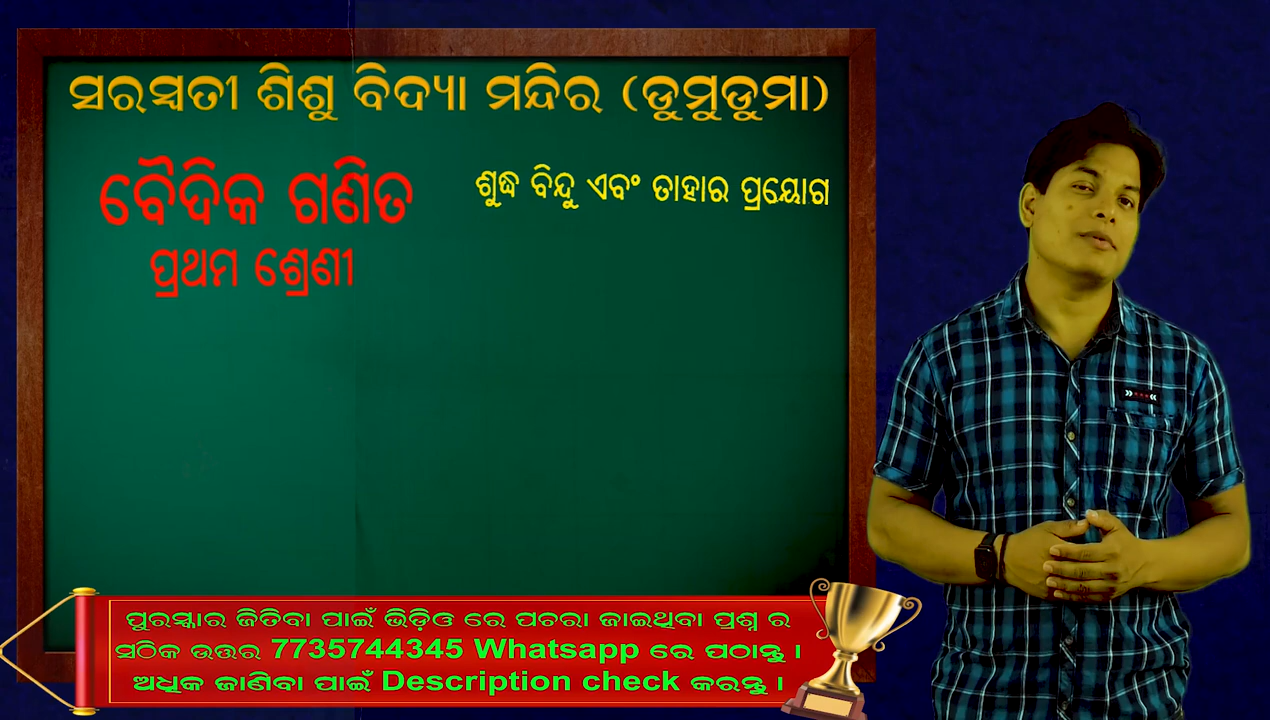 ସରସ୍ୱତୀ ଶିଶୁ ବିଦ୍ୟା ମନ୍ଦିର (ଡୁମୁଡୁମା)
ବୈଦିକ ଗଣିତ
ପ୍ରଥମ ଶ୍ରେଣୀ
ଶୁଦ୍ଧ ବିନ୍ଦୁ ଏବଂ ତାହାର ପ୍ରୟୋଗ
ପୁରସ୍କାର ଜିତିବା ପାଇଁ ଭିଡ଼ିଓ ରେ ପଚରା ଜାଇଥିବା ପ୍ରଶ୍ନ ର
ସଠିକ ଉତ୍ତର 7735744345 Whatsapp ରେ ପଠାନ୍ତୁ ।
ଅଧିକ ଜାଣିବା ପାଇଁ Description check କରନ୍ତୁ ।